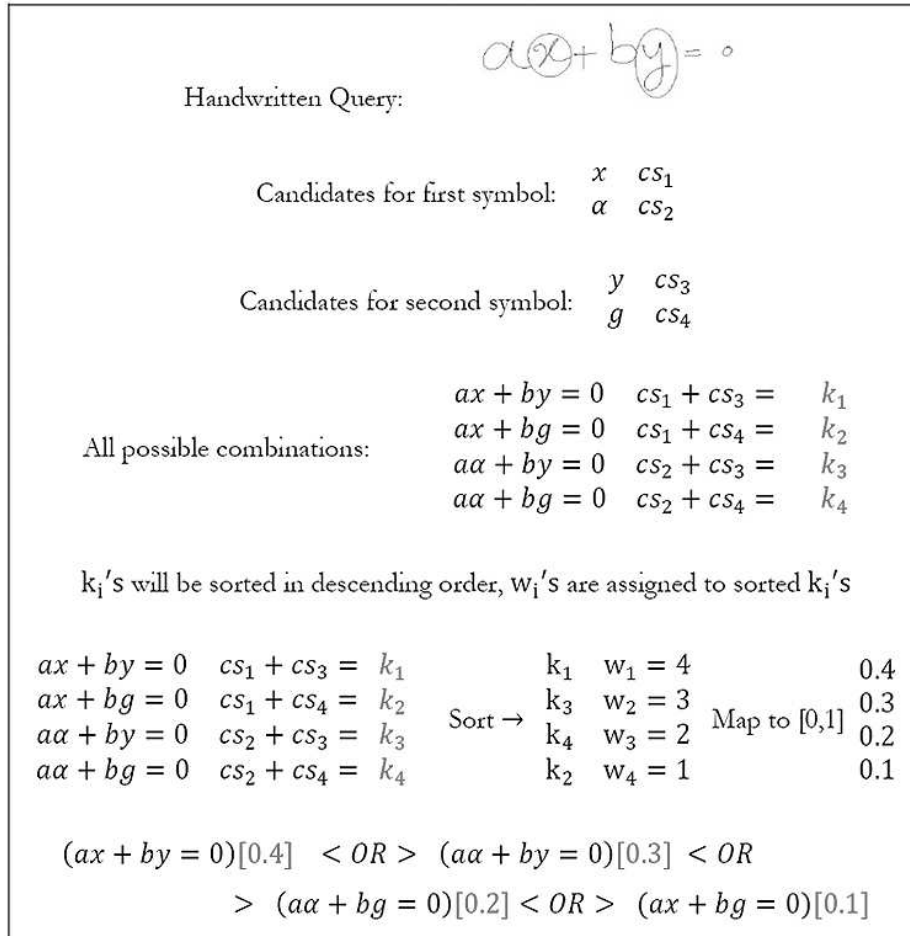 ax + by = 0
Handwritten Query:
Candidates for first symbol: x cs₁
α cs₂
Candidates for second symbol: y cs₃
g cs₄
ax + by = 0 cs₁ + cs₃ = k₁
ax + bg = 0 cs₁ + cs₄ = k₂
All possible combinations:
aα + by = 0 cs₂ + cs₃ = k₃
aα + bg = 0 cs₂ + cs₄ = k₄
kᵢ's will be sorted in descending order, wᵢ's are assigned to sorted kᵢ's
ax + by = 0 cs₁ + cs₃ = k₁ k₁ w₁ = 4 0.4
ax + bg = 0 cs₁ + cs₄ = k₂ k₃ w₂ = 3 0.3
Sort → Map to [0,1]
aα + by = 0 cs₂ + cs₃ = k₃ k₄ w₃ = 2 0.2
aα + bg = 0 cs₂ + cs₄ = k₄ k₂ w₄ = 1 0.1
(ax + by = 0)[0.4] < OR > (aα + by = 0)[0.3] < OR
> (aα + bg = 0)[0.2] < OR > (ax + bg = 0)[0.1]